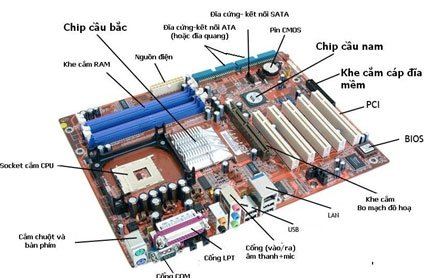 Đĩa cứng-kết nối SATA
Đĩa cứng-kết nối ATA
(hoặc đĩa quang)
Pin CMOS
Chip cầu bắc
Chip cầu nam
Nguồn điện
Khe cắm RAM
Khe cắm cáp đĩa
mềm
PCI
BIOS
Socket cắm CPU
Khe cắm
Bo mạch đồ hoạ
LAN
USB
Cắm chuột và
bàn phím
Cổng (vào/ra)
âm thanh+mic
Cổng LPT
Cổng COM